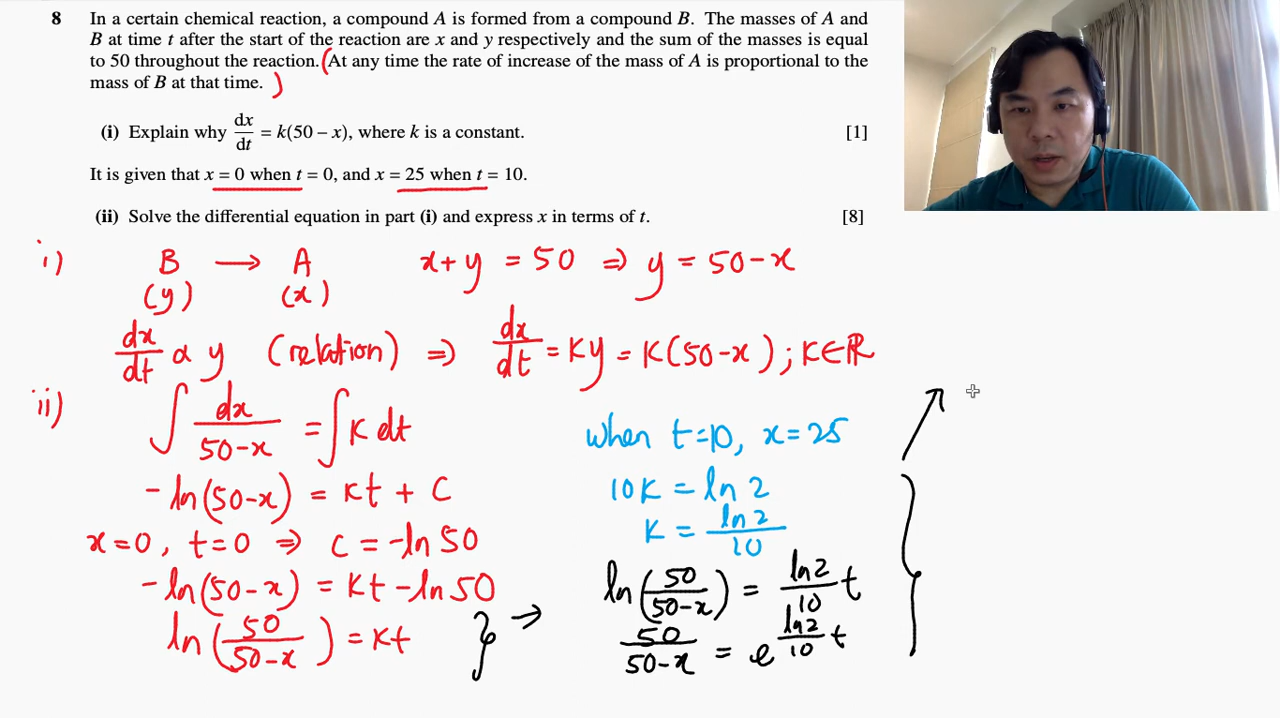 8 In a certain chemical reaction, a compound A is formed from a compound B. The masses of A and
B at time t after the start of the reaction are x and y respectively and the sum of the masses is equal
to 50 throughout the reaction. (At any time the rate of increase of the mass of A is proportional to the
mass of B at that time. )
(i) Explain why dx/dt = k(50 – x), where k is a constant. [1]
It is given that x = 0 when t = 0, and x = 25 when t = 10.
(ii) Solve the differential equation in part (i) and express x in terms of t. [8]
i) B → A x+y = 50 ⇒ y = 50-x
(y) (x)
dx/dt α y (relation) ⇒ dx/dt = Ky = K(50-x) ; K∈ℝ
ii) ∫ dx/(50-x) = ∫ K dt
-ln(50-x) = Kt + C
x=0, t=0 ⇒ C = -ln 50
-ln(50-x) = Kt - ln 50
ln(50/(50-x)) = Kt } ⇒
when t=10, x=25
10K = ln 2
K = ln 2/10
ln(50/(50-x)) = ln2/10 t
50/(50-x) = e^(ln2/10 t)